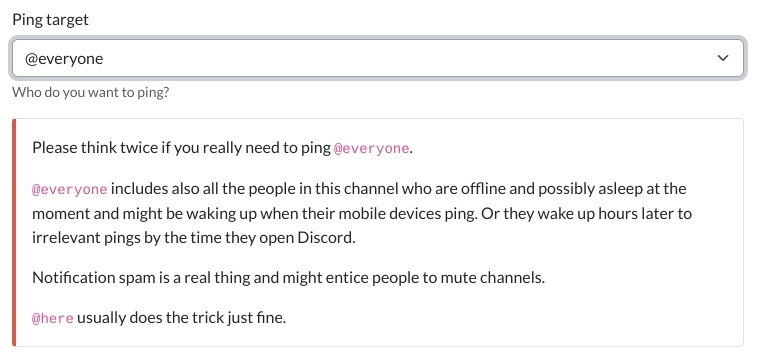 Ping target
@everyone
Who do you want to ping?
Please think twice if you really need to ping @everyone.
@everyone includes also all the people in this channel who are offline and possibly asleep at the
moment and might be waking up when their mobile devices ping. Or they wake up hours later to
irrelevant pings by the time they open Discord.
Notification spam is a real thing and might entice people to mute channels.
@here usually does the trick just fine.